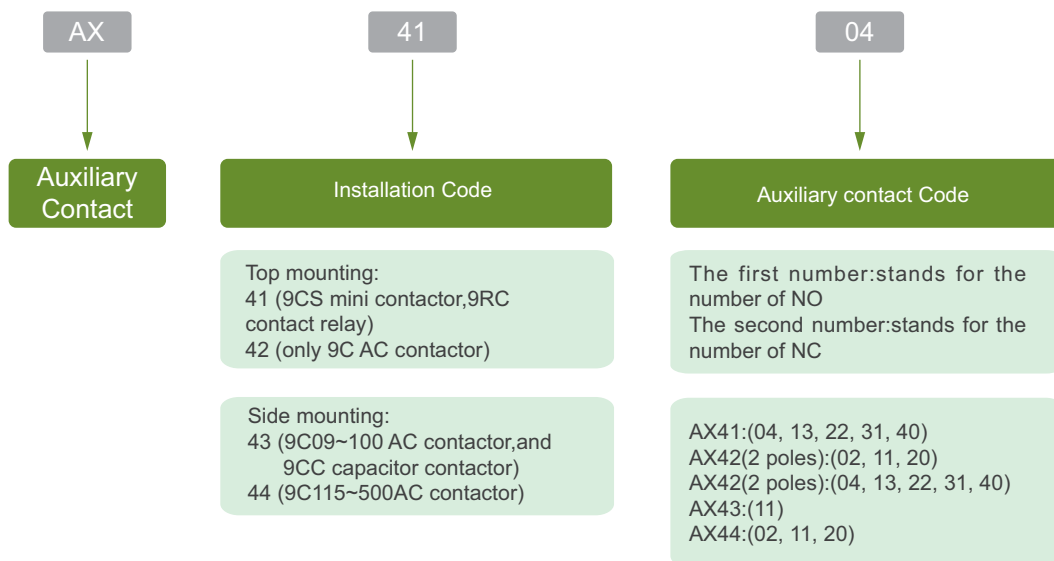 AX
41
04
Auxiliary
Contact
Installation Code
Auxiliary contact Code
Top mounting:
41 (9CS mini contactor,9RC
contact relay)
42 (only 9C AC contactor)
The first number:stands for the
number of NO
The second number:stands for the
number of NC
Side mounting:
43 (9C09~100 AC contactor,and
9CC capacitor contactor)
44 (9C115~500AC contactor)
AX41:(04, 13, 22, 31, 40)
AX42(2 poles):(02, 11, 20)
AX42(2 poles):(04, 13, 22, 31, 40)
AX43:(11)
AX44:(02, 11, 20)